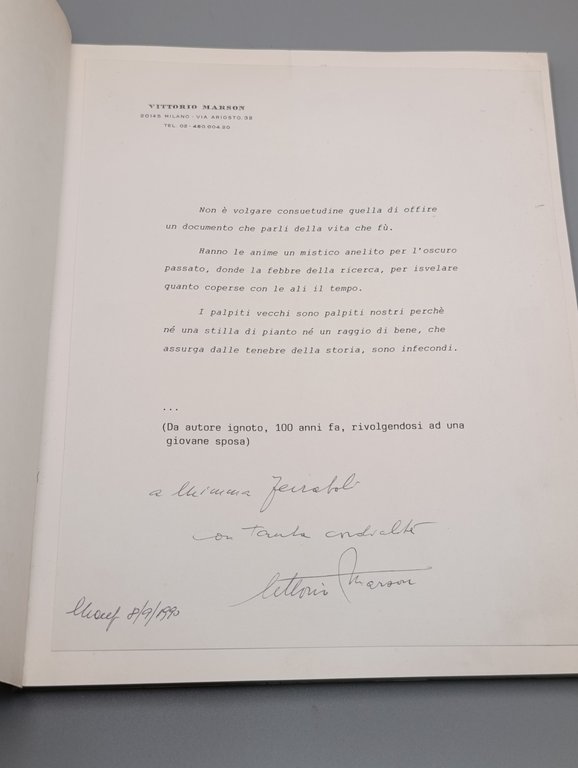 VITTORIO MARSON
20145 MILANO - VIA ARIOSTO, 38
TEL. 02-480.004.20
Non è volgare consuetudine quella di offire
un documento che parli della vita che fù.
Hanno le anime un mistico anelito per l'oscuro
passato, donde la febbre della ricerca, per isvelare
quanto coperse con le ali il tempo.
I palpiti vecchi sono palpiti nostri perchè
né una stilla di pianto né un raggio di bene, che
assurga dalle tenebre della storia, sono infecondi.
...
(Da autore ignoto, 100 anni fa, rivolgendosi ad una
giovane sposa)
a Mimma
con tanta cordialità
Vittorio Marson
8/9/1990